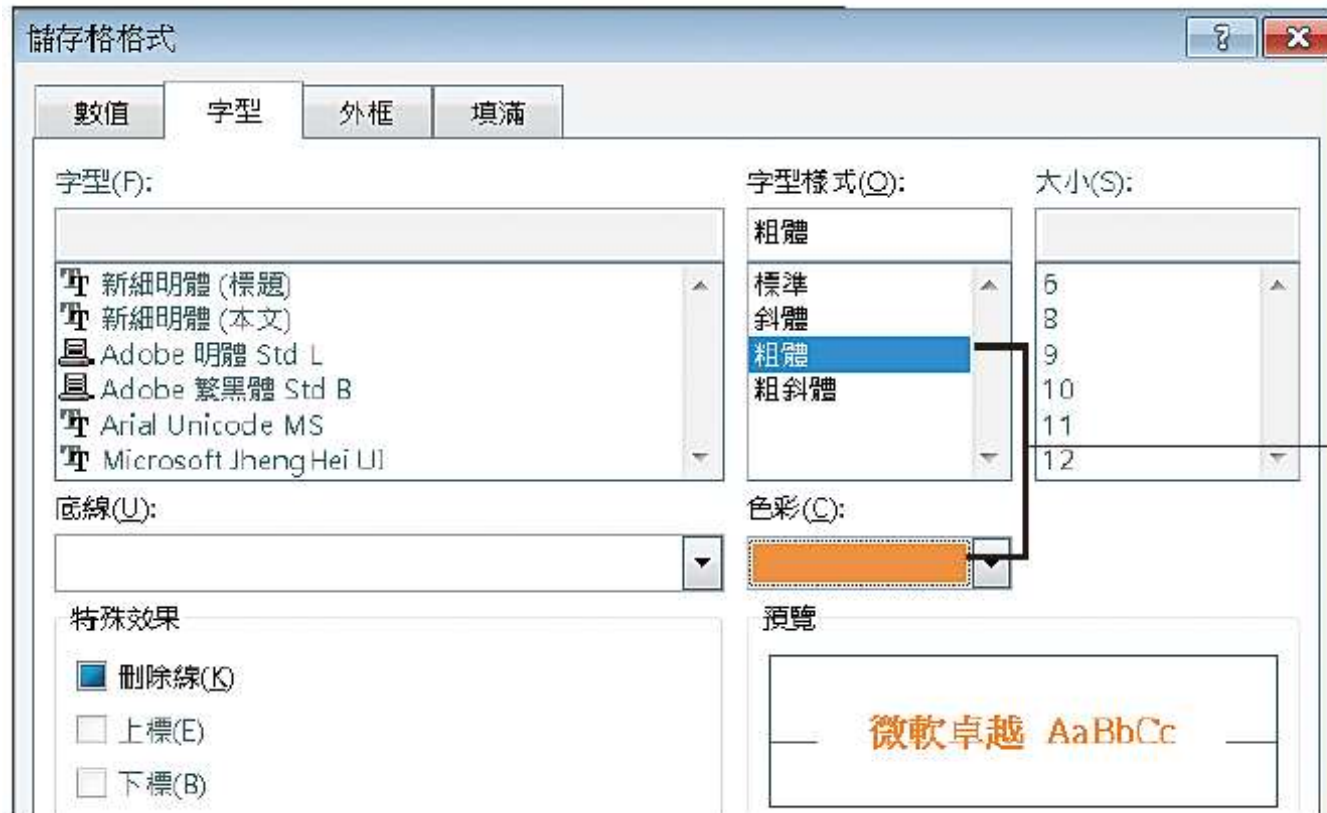 儲存格格式
數值 字型 外框 填滿
字型(F): 字型樣式(O): 大小(S):
粗體
新細明體 (標題) 標準 6
新細明體 (本文) 斜體 8
Adobe 明體 Std L 粗體 9
Adobe 繁黑體 Std B 粗斜體 10
Arial Unicode MS 11
Microsoft JhengHei UI 12
底線(U): 色彩(C):
特殊效果 預覽
刪除線(K)
上標(E) 微軟卓越 AaBbCc
下標(B)